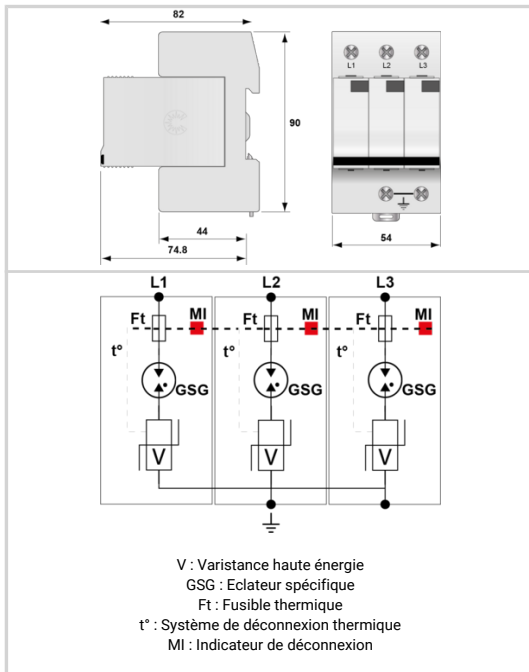 82
L1 L2 L3
90
44
74.8
54
L1 L2 L3
Ft MI Ft MI Ft MI
t° t° t°
GSG GSG GSG
V V V
V : Varistance haute énergie
GSG : Eclateur spécifique
Ft : Fusible thermique
t° : Système de déconnexion thermique
MI : Indicateur de déconnexion